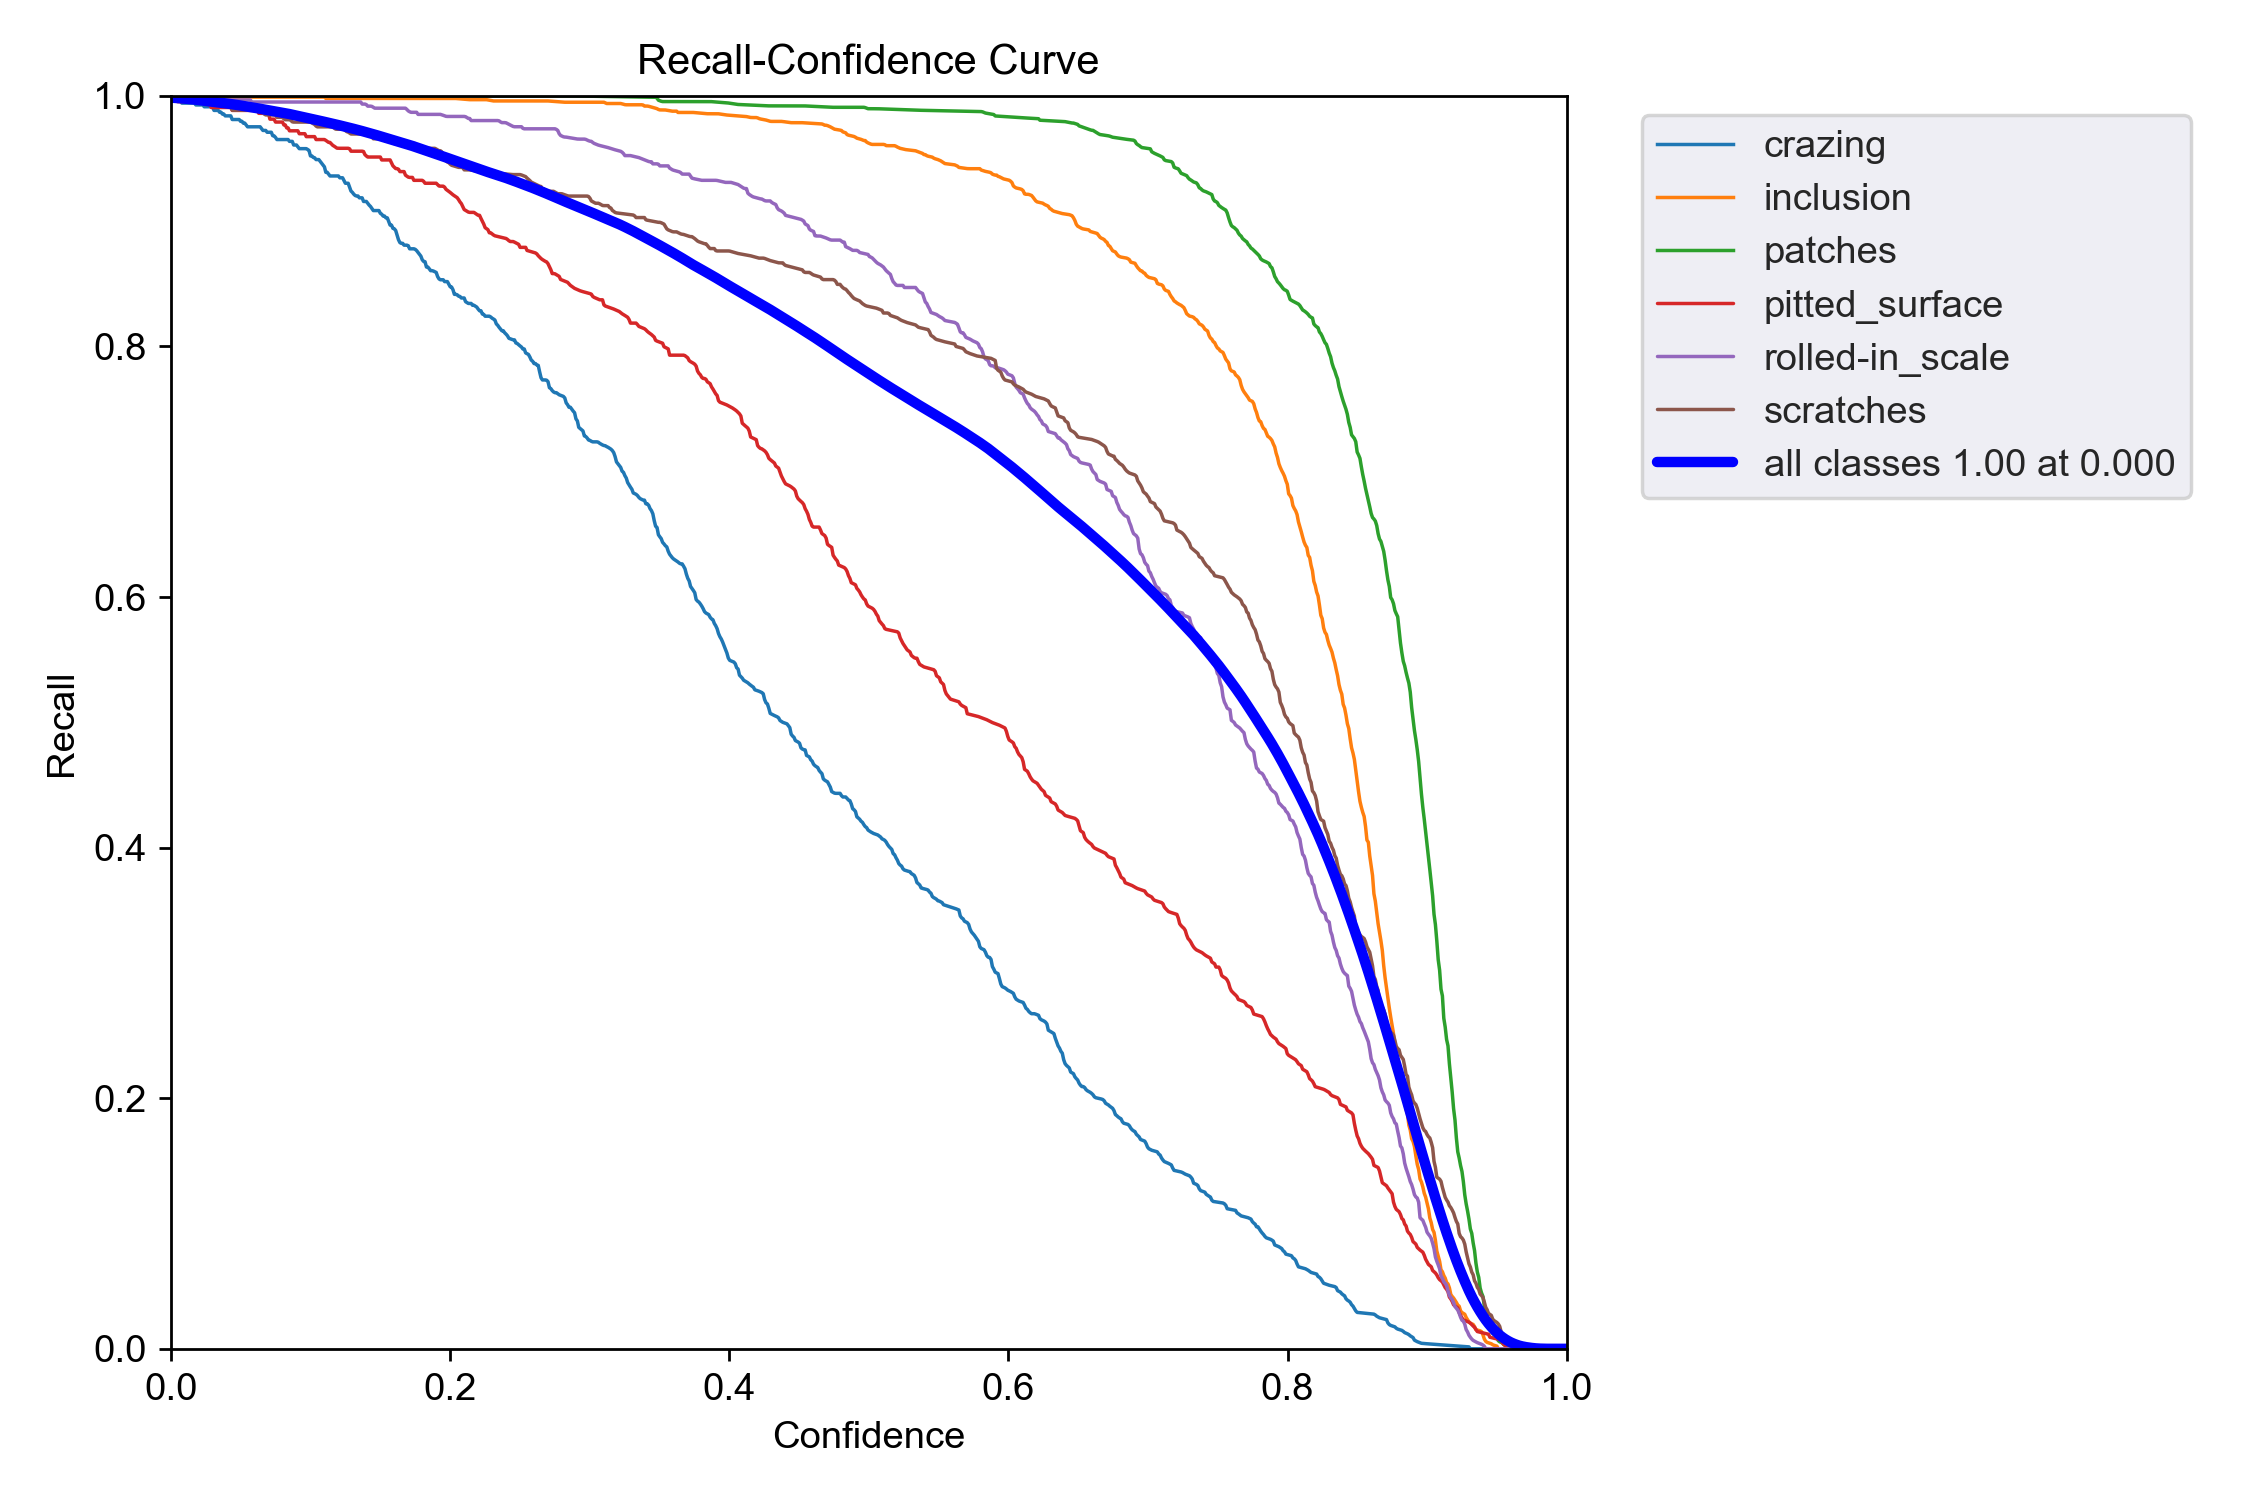 Recall-Confidence Curve
1.0
0.8
0.6
0.4
0.2
0.0
Recall
0.0 0.2 0.4 0.6 0.8 1.0
Confidence
crazing
inclusion
patches
pitted_surface
rolled-in_scale
scratches
all classes 1.00 at 0.000